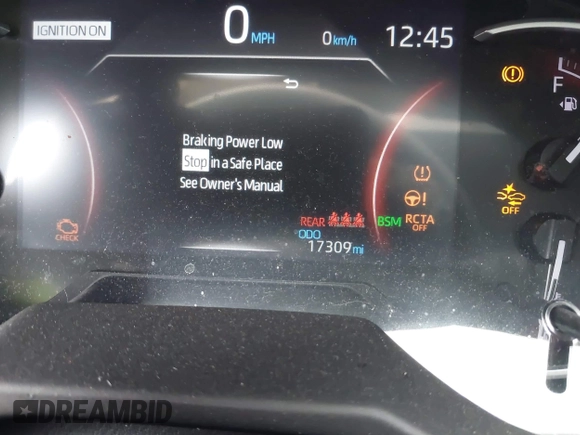 IGNITION ON
0 MPH
0 km/h
12:45
F
Braking Power Low
Stop in a Safe Place
See Owner's Manual
CHECK
REAR
BSM
RCTA
OFF
OFF
ODO
17309 mi
DREAMBID